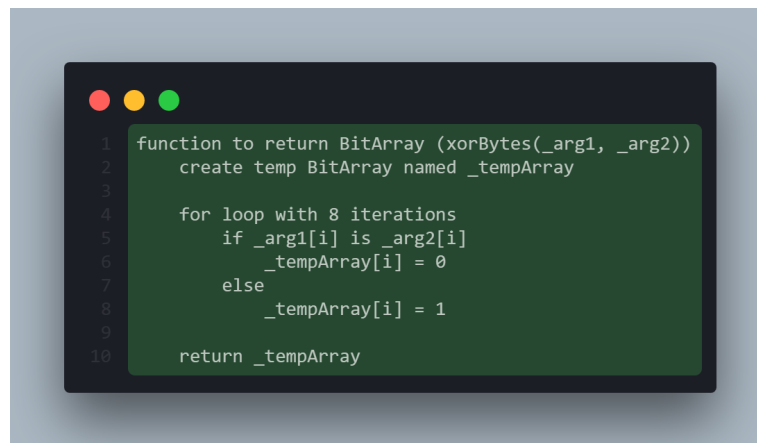 1 function to return BitArray (xorBytes(_arg1, _arg2))
2     create temp BitArray named _tempArray
3
4     for loop with 8 iterations
5         if _arg1[i] is _arg2[i]
6             _tempArray[i] = 0
7         else
8             _tempArray[i] = 1
9
10     return _tempArray